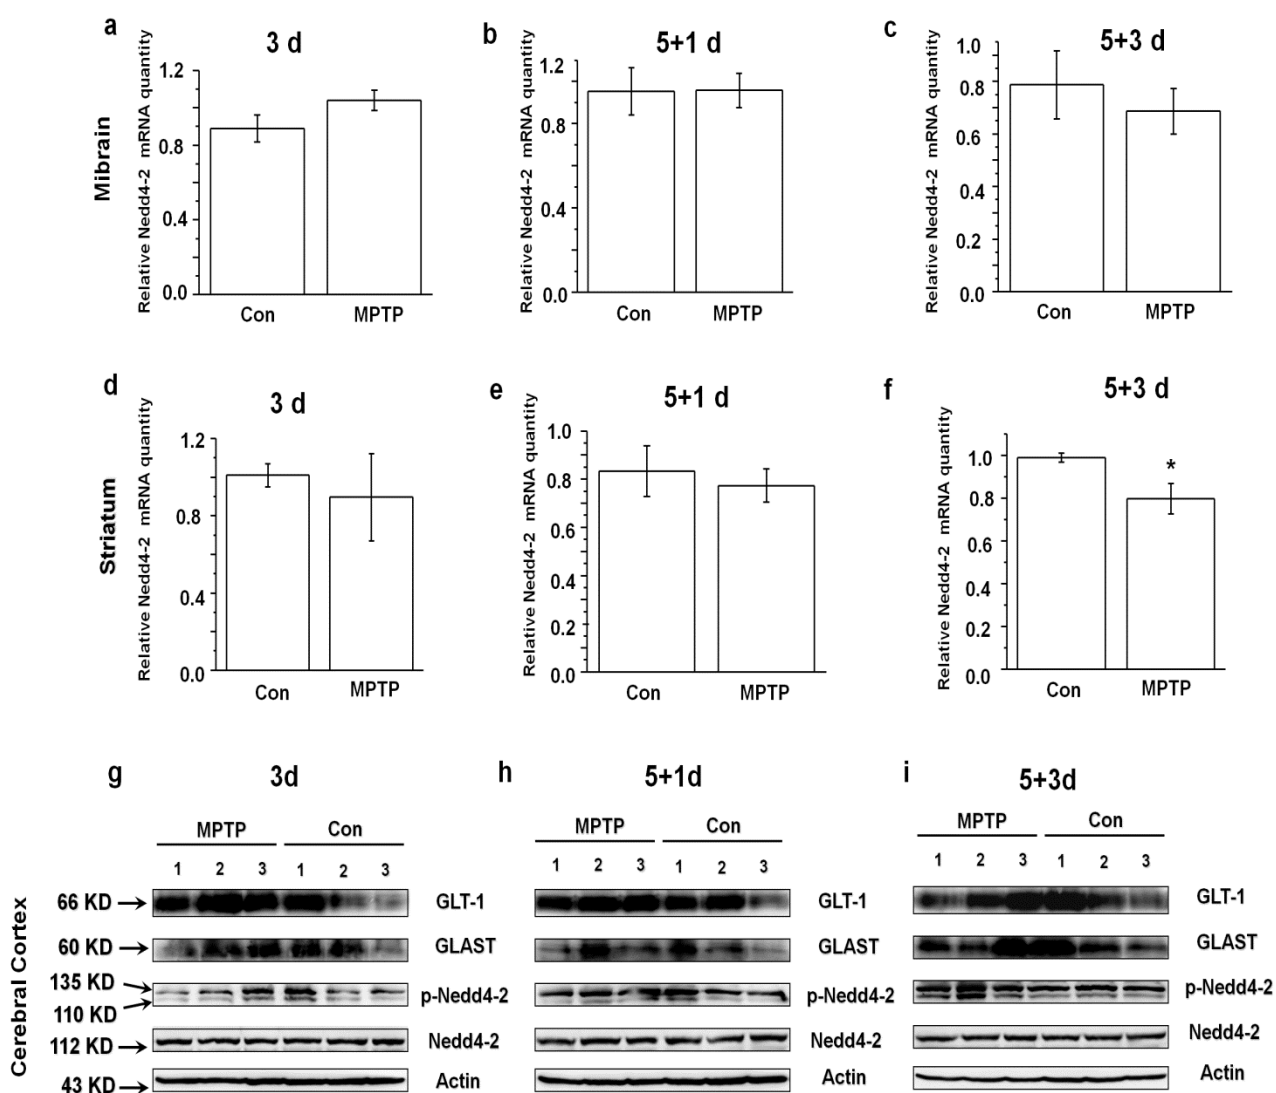 a
3 d
b
5+1 d
c
5+3 d
Mibrain
Relative Nedd4-2 mRNA quantity
1.2
0.8
0.4
0.0
Con
MPTP
Relative Nedd4-2 mRNA quantity
1.2
0.8
0.4
0.0
Con
MPTP
Relative Nedd4-2 mRNA quantity
1.0
0.8
0.6
0.4
0.2
0.0
Con
MPTP
d
3 d
e
5+1 d
f
5+3 d
Striatum
Relative Nedd4-2 mRNA quantity
1.2
0.8
0.4
0.0
Con
MPTP
Relative Nedd4-2 mRNA quantity
1.0
0.8
0.6
0.4
0.2
0.0
Con
MPTP
Relative Nedd4-2 mRNA quantity
1.0
0.8
0.6
0.4
0.2
0.0
*
Con
MPTP
g
3d
h
5+1d
i
5+3d
Cerebral Cortex
MPTP Con
1 2 3 1 2 3
66 KD GLT-1
60 KD GLAST
135 KD
110 KD
p-Nedd4-2
112 KD Nedd4-2
43 KD Actin
MPTP Con
1 2 3 1 2 3
GLT-1
GLAST
p-Nedd4-2
Nedd4-2
Actin
MPTP Con
1 2 3 1 2 3
GLT-1
GLAST
p-Nedd4-2
Nedd4-2
Actin